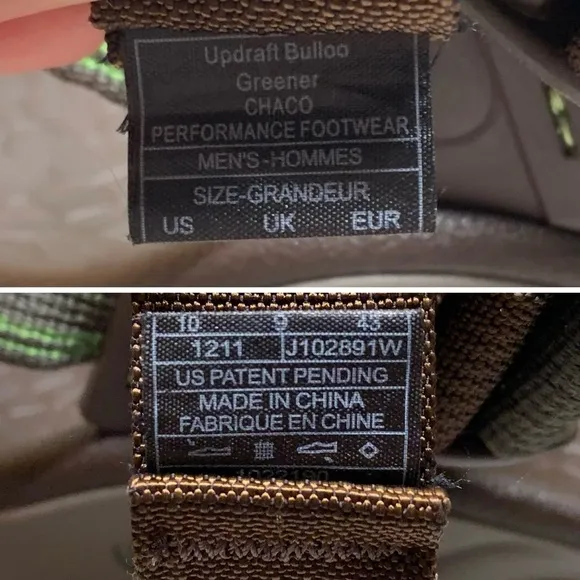 Updraft Bulloo
Greener
CHACO
PERFORMANCE FOOTWEAR
MEN'S-HOMMES
SIZE-GRANDEUR
US UK EUR
10 9 43
1211 J102891W
US PATENT PENDING
MADE IN CHINA
FABRIQUE EN CHINE